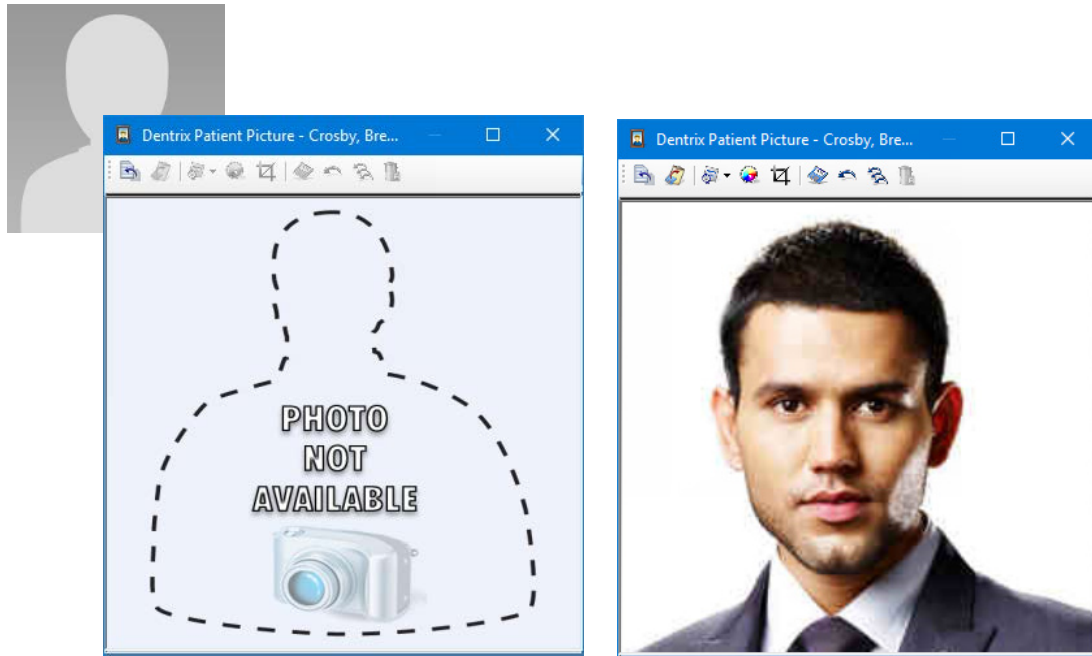 Dentrix Patient Picture - Crosby, Bre...
PHOTO
NOT
AVAILABLE
Dentrix Patient Picture - Crosby, Bre...